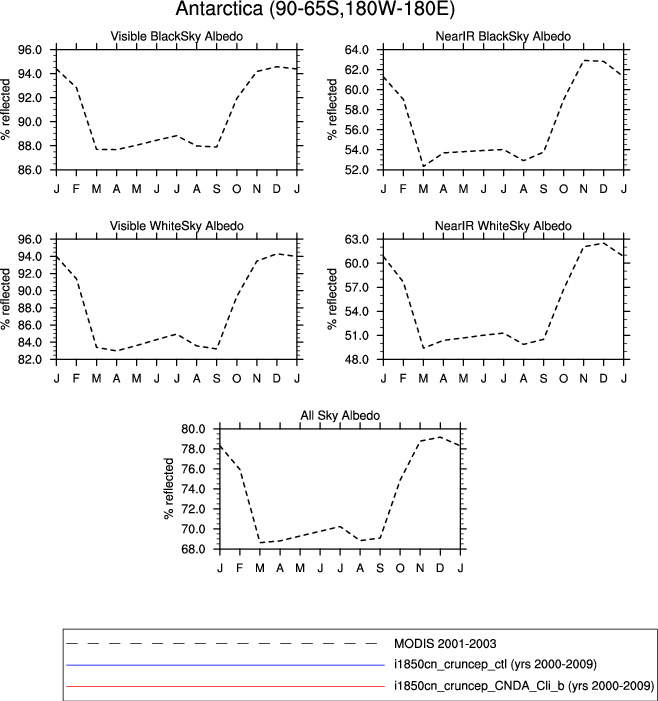 Antarctica (90-65S,180W-180E)
Visible BlackSky Albedo
96.0
94.0
92.0
90.0
88.0
86.0
% reflected
J F M A M J J A S O N D J
NearIR BlackSky Albedo
64.0
62.0
60.0
58.0
56.0
54.0
52.0
% reflected
J F M A M J J A S O N D J
Visible WhiteSky Albedo
96.0
94.0
92.0
90.0
88.0
86.0
84.0
82.0
% reflected
J F M A M J J A S O N D J
NearIR WhiteSky Albedo
63.0
60.0
57.0
54.0
51.0
48.0
% reflected
J F M A M J J A S O N D J
All Sky Albedo
80.0
78.0
76.0
74.0
72.0
70.0
68.0
% reflected
J F M A M J J A S O N D J
MODIS 2001-2003
i1850cn_cruncep_ctl (yrs 2000-2009)
i1850cn_cruncep_CNDA_Cli_b (yrs 2000-2009)